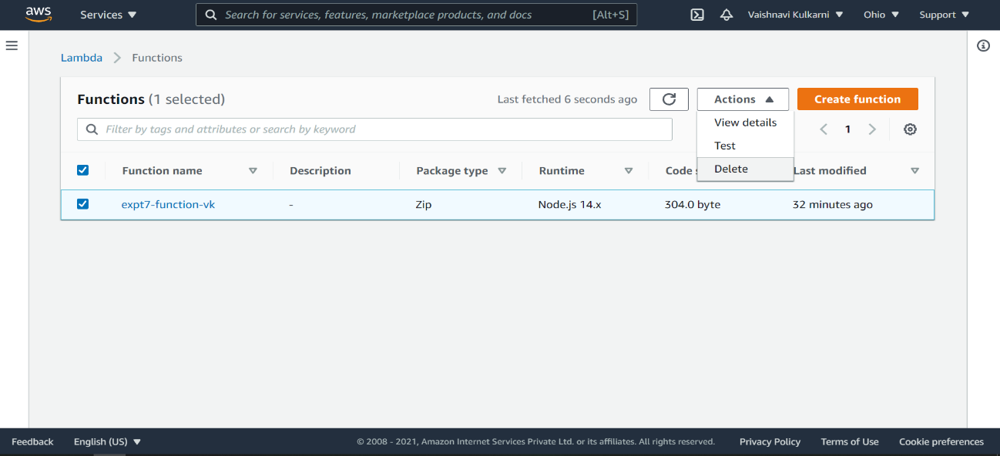 aws Services Search for services, features, marketplace products, and docs [Alt+S] Vaishnavi Kulkarni Ohio Support
Lambda Functions
Functions (1 selected) Last fetched 6 seconds ago Actions Create function
Filter by tags and attributes or search by keyword View details 1
Test
Delete
Function name Description Package type Runtime Code Last modified
expt7-function-vk - Zip Node.js 14.x 304.0 byte 32 minutes ago
Feedback English (US) © 2008 - 2021, Amazon Internet Services Private Ltd. or its affiliates. All rights reserved. Privacy Policy Terms of Use Cookie preferences